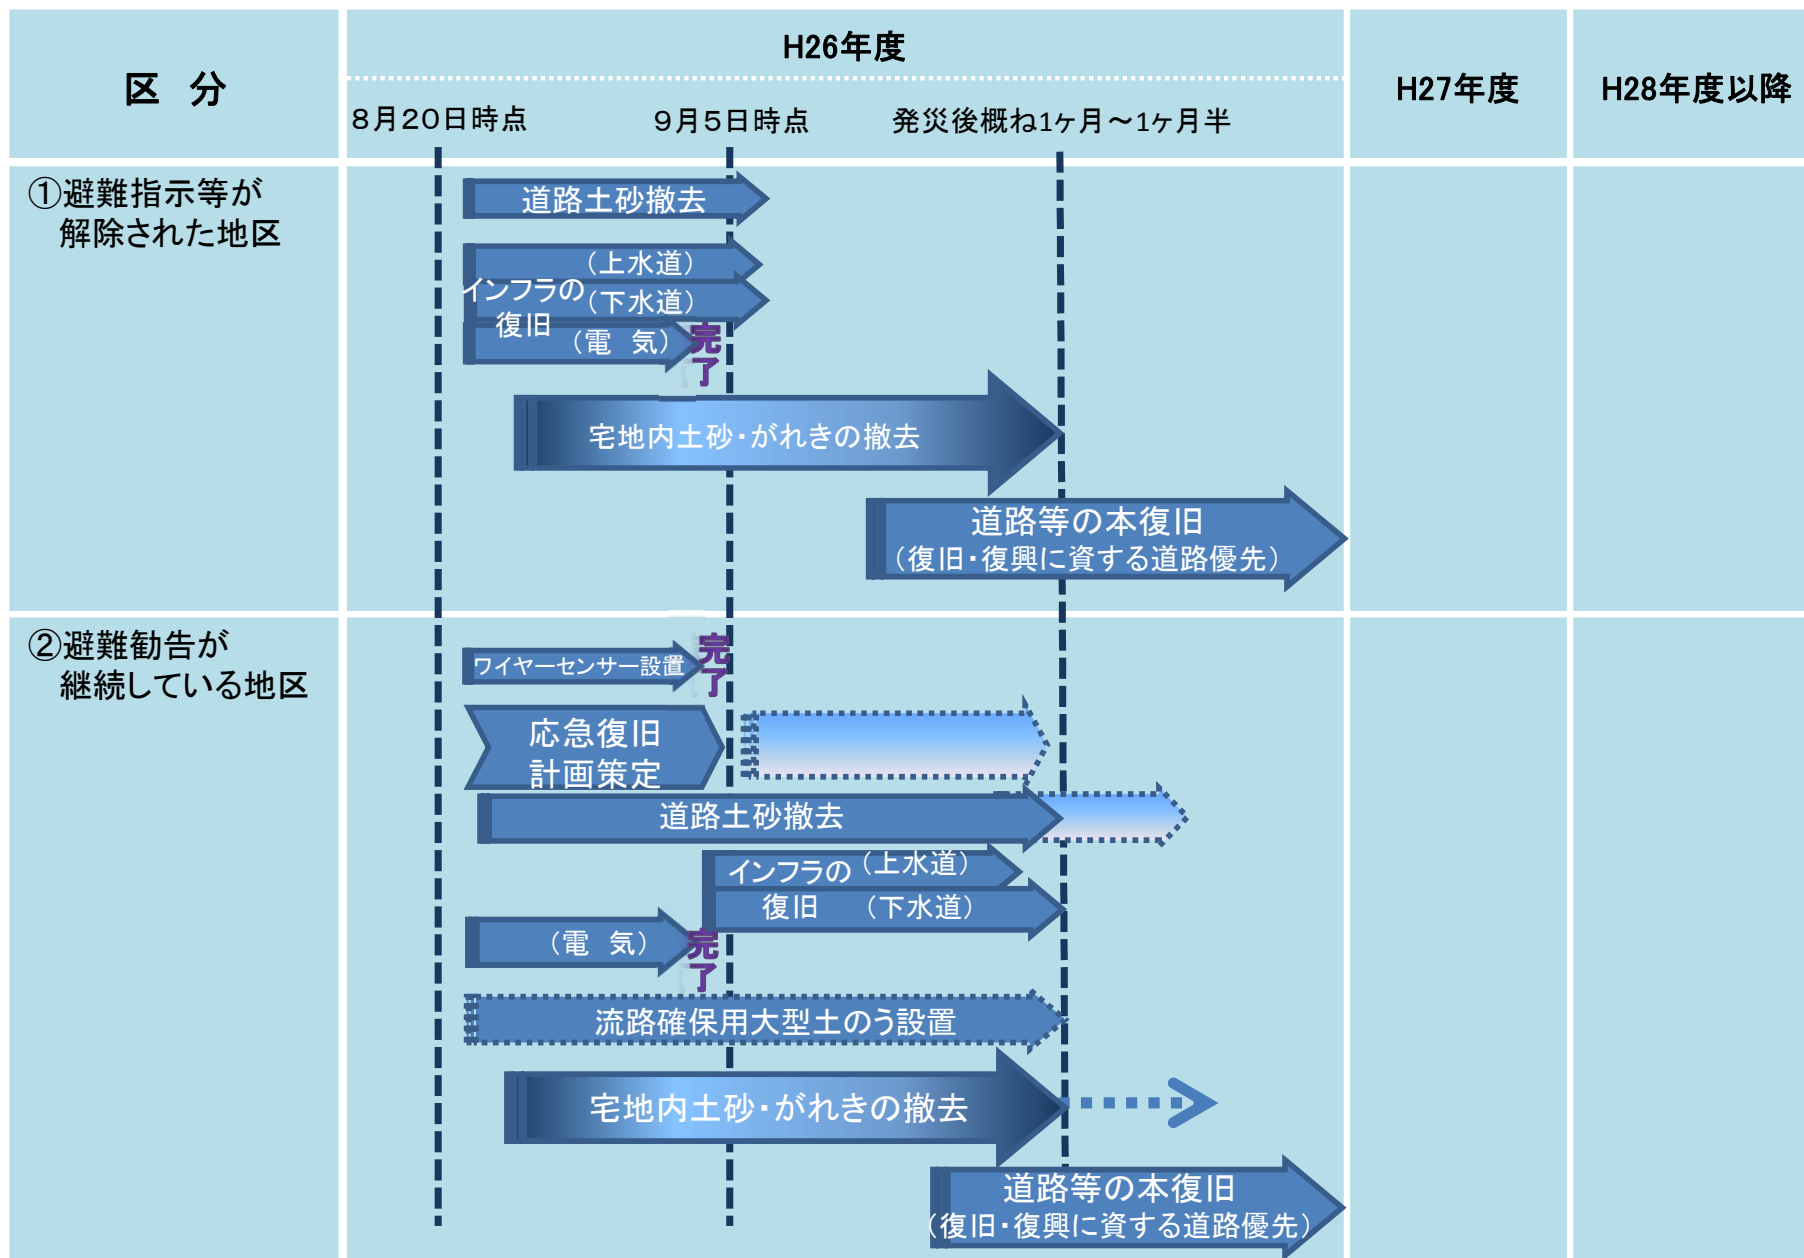 区 分
H26年度
H27年度
H28年度以降
８月２０日時点
９月５日時点
発災後概ね1ヶ月～1ヶ月半
①避難指示等が
解除された地区
道路土砂撤去
（上水道）
インフラの
（下水道）
復旧
（電 気）
完了
宅地内土砂・がれきの撤去
道路等の本復旧
（復旧・復興に資する道路優先）
②避難勧告が
継続している地区
ワイヤーセンサー設置
完了
応急復旧
計画策定
道路土砂撤去
インフラの（上水道）
復旧 （下水道）
（電 気）
完了
流路確保用大型土のう設置
宅地内土砂・がれきの撤去
道路等の本復旧
（復旧・復興に資する道路優先）